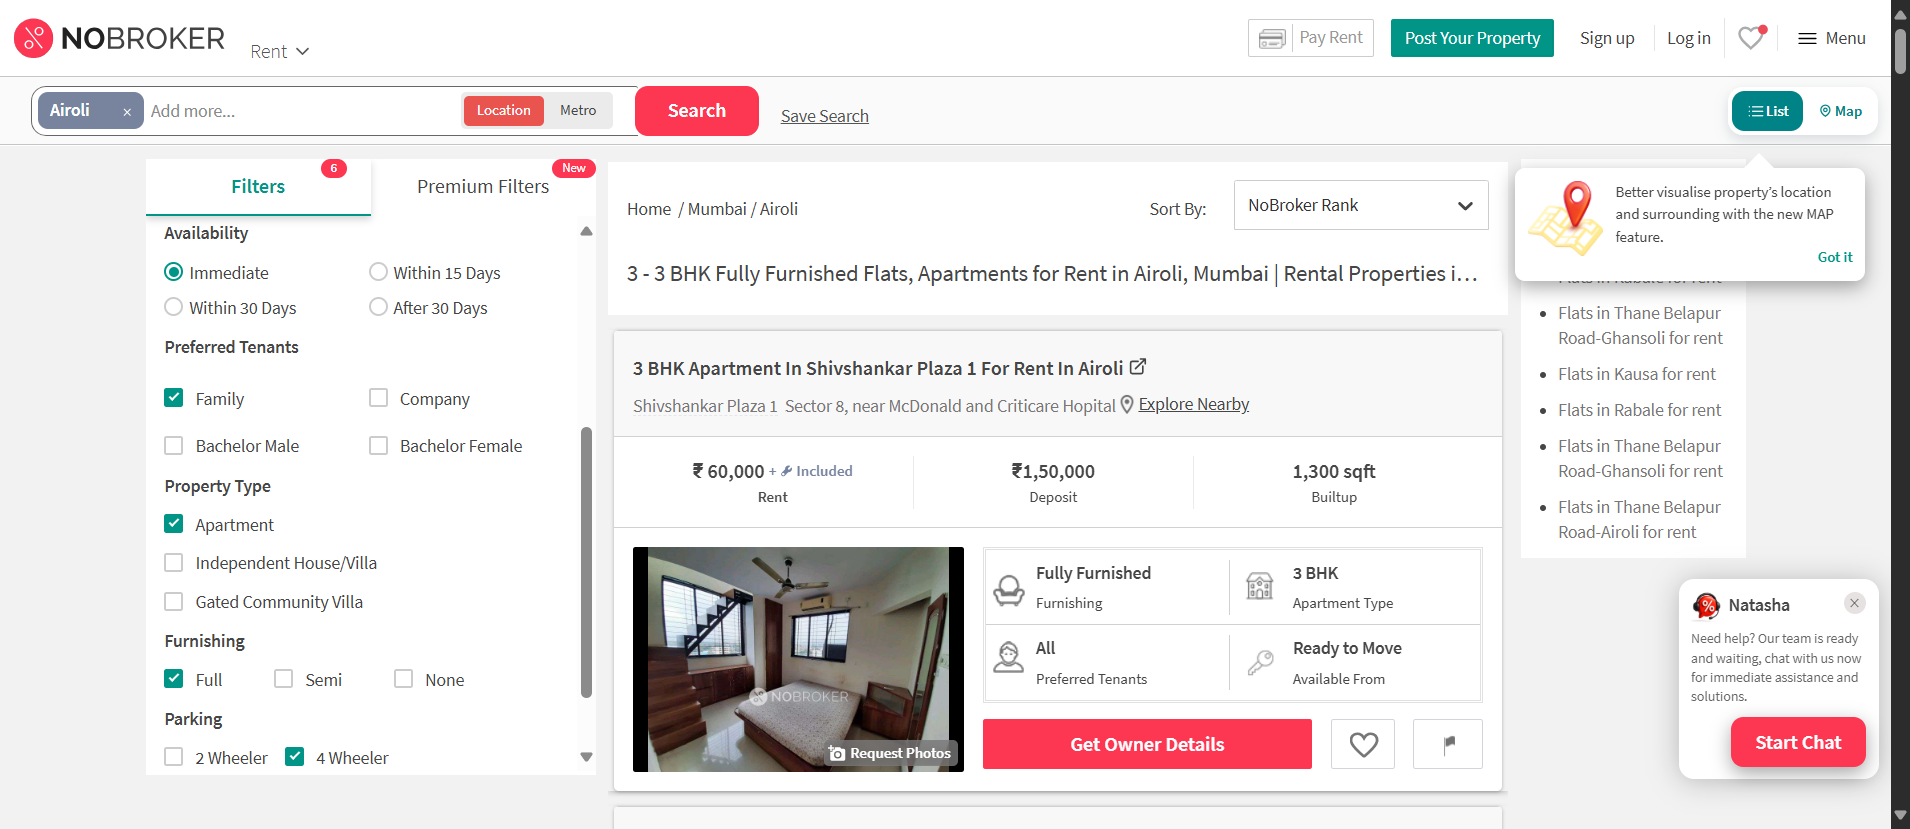 NOBROKER
Rent
Pay Rent
Post Your Property
Sign up
Log in
Menu
Airoli ×
Add more...
Location
Metro
Search
Save Search
List
Map
Filters
6
Premium Filters
New
Availability
Immediate
Within 15 Days
Within 30 Days
After 30 Days
Preferred Tenants
Family
Company
Bachelor Male
Bachelor Female
Property Type
Apartment
Independent House/Villa
Gated Community Villa
Furnishing
Full
Semi
None
Parking
2 Wheeler
4 Wheeler
Home / Mumbai / Airoli
Sort By:
NoBroker Rank
3 - 3 BHK Fully Furnished Flats, Apartments for Rent in Airoli, Mumbai | Rental Properties i...
3 BHK Apartment In Shivshankar Plaza 1 For Rent In Airoli
Shivshankar Plaza 1 Sector 8, near McDonald and Criticare Hopital
Explore Nearby
₹ 60,000 + Included
Rent
₹1,50,000
Deposit
1,300 sqft
Builtup
NOBROKER
Request Photos
Fully Furnished
Furnishing
3 BHK
Apartment Type
All
Preferred Tenants
Ready to Move
Available From
Get Owner Details
Better visualise property's location
and surrounding with the new MAP
feature.
Got it
Flats in Rabale for rent
Flats in Thane Belapur
Road-Ghansoli for rent
Flats in Kausa for rent
Flats in Rabale for rent
Flats in Thane Belapur
Road-Ghansoli for rent
Flats in Thane Belapur
Road-Airoli for rent
Natasha
Need help? Our team is ready
and waiting, chat with us now
for immediate assistance and
solutions.
Start Chat